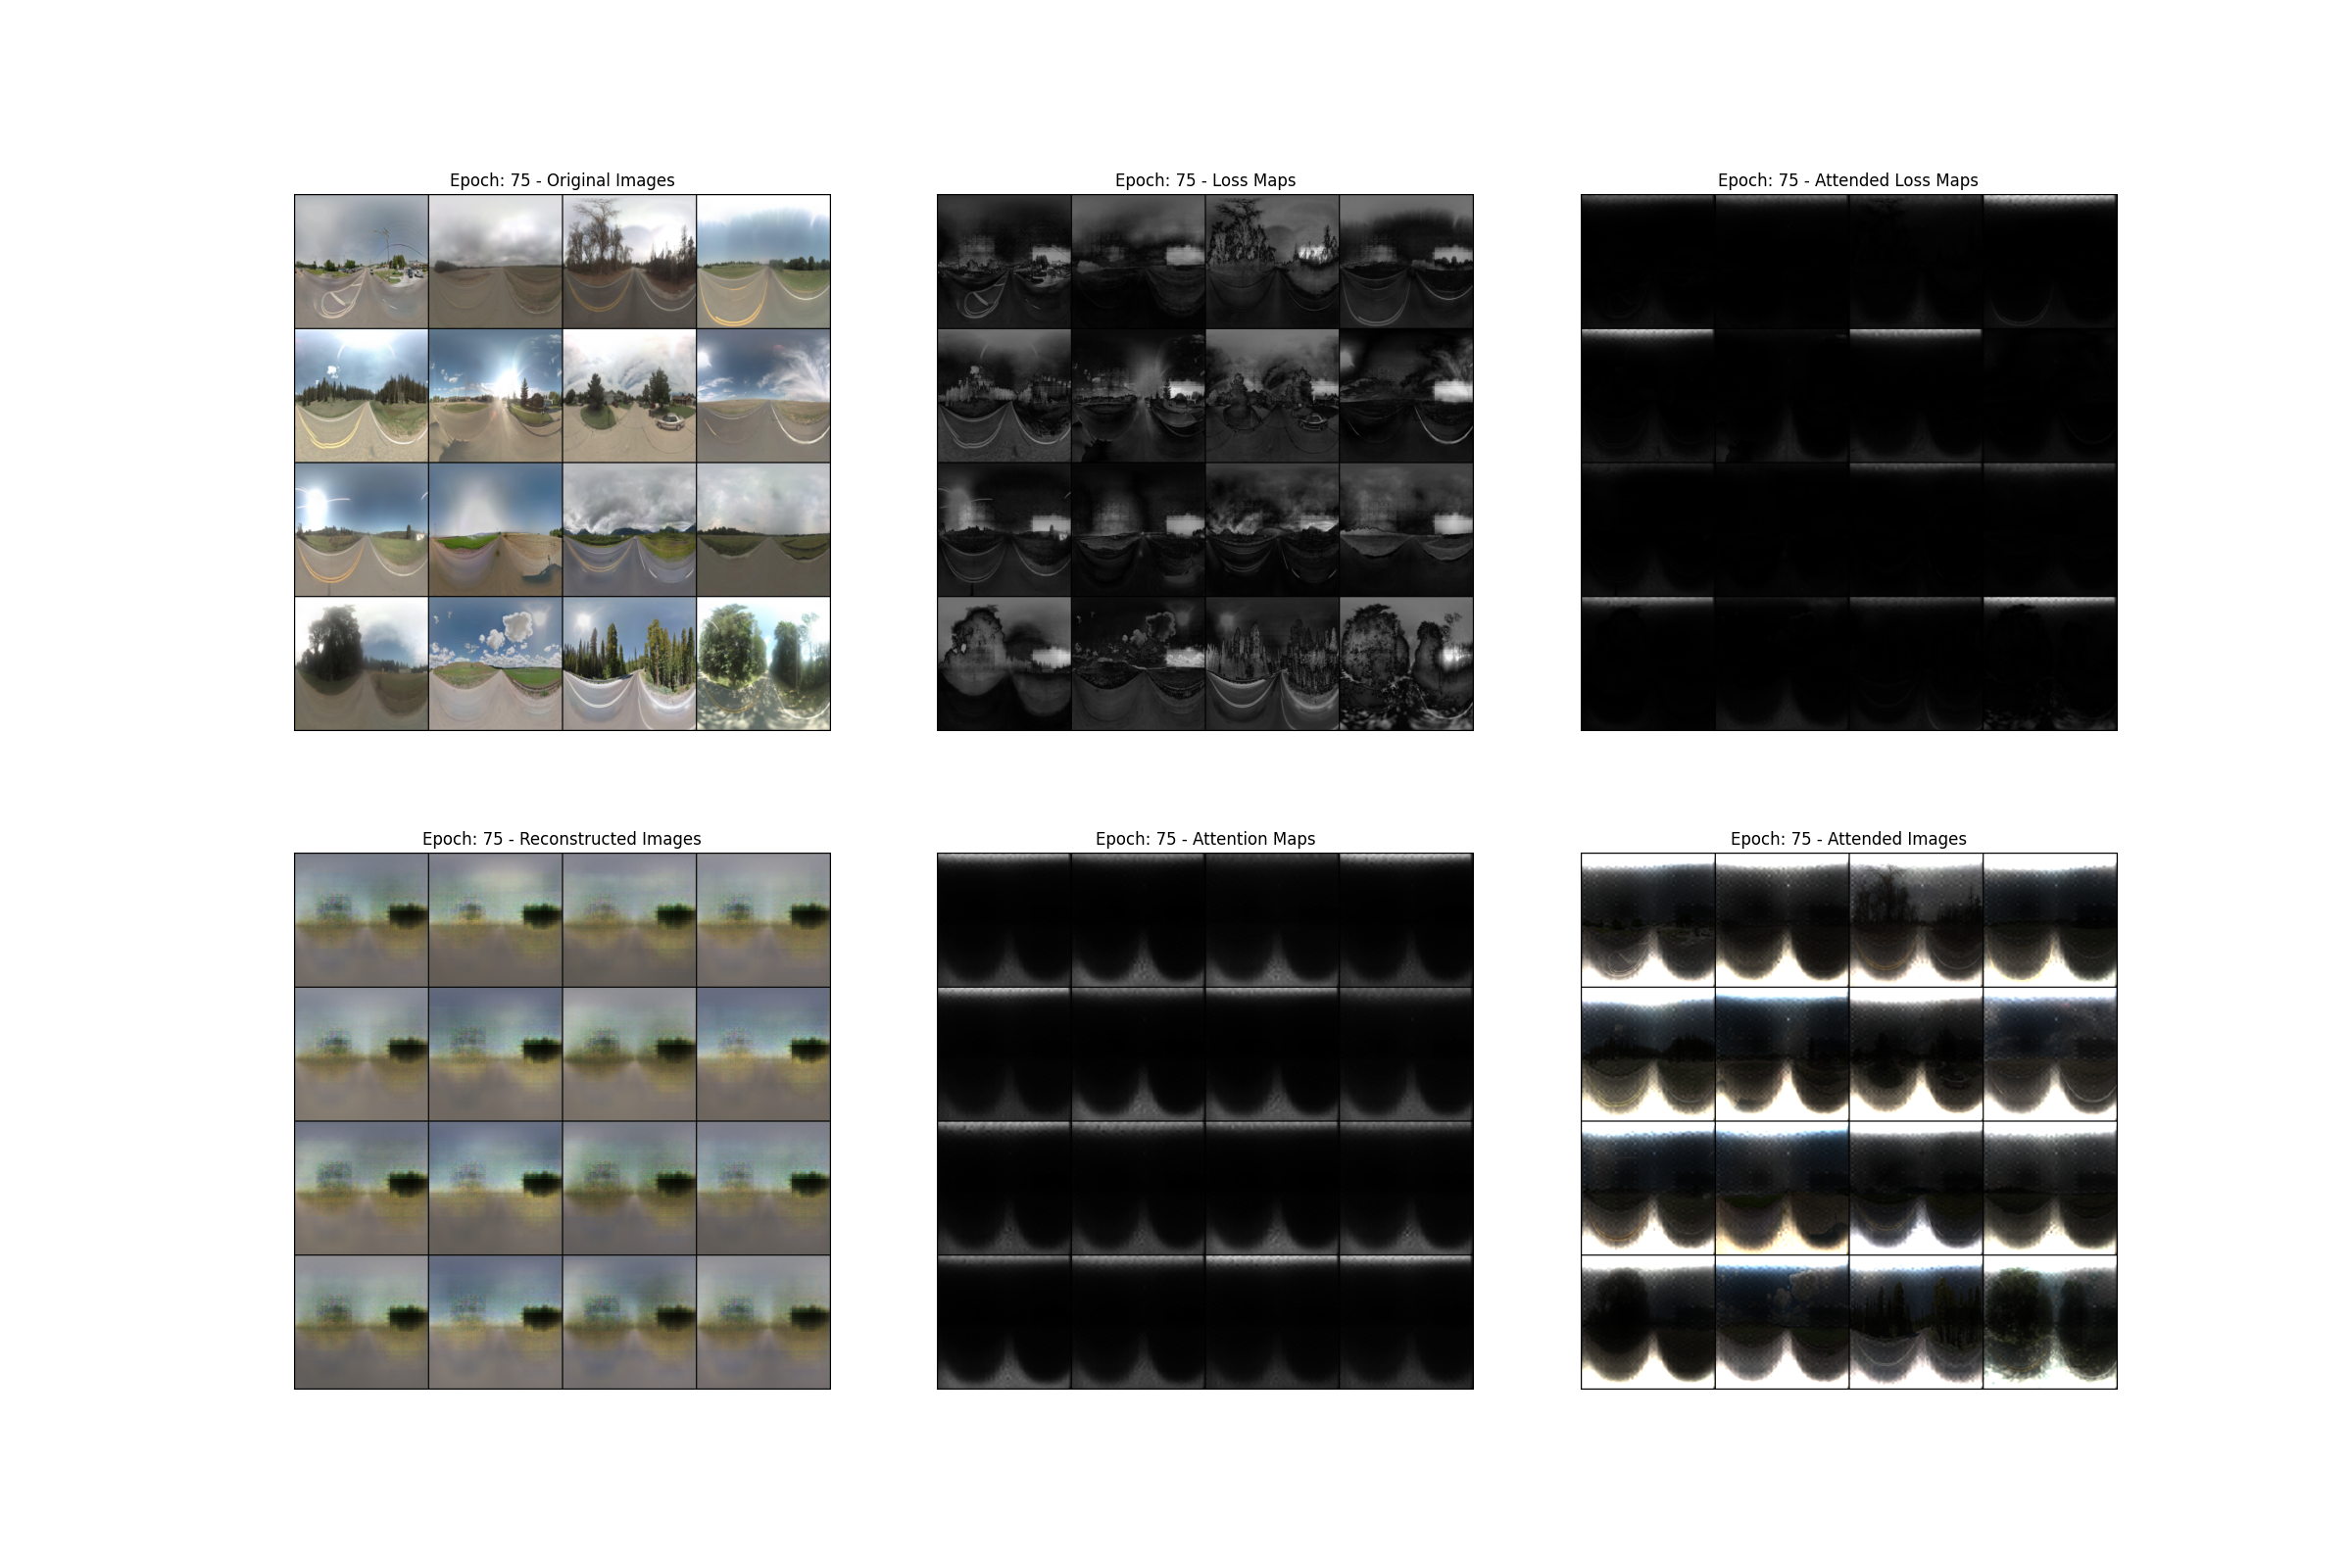 Epoch: 75 - Original Images
Epoch: 75 - Loss Maps
Epoch: 75 - Attended Loss Maps
Epoch: 75 - Reconstructed Images
Epoch: 75 - Attention Maps
Epoch: 75 - Attended Images